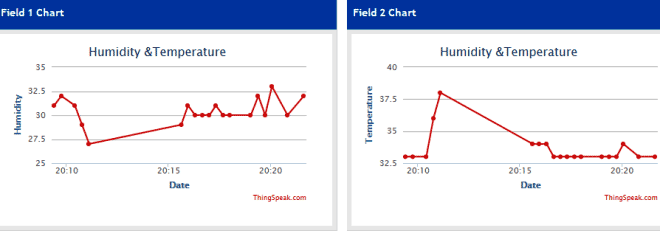 Field 1 Chart
Humidity &Temperature
35
32.5
30
27.5
25
Humidity
20:10
20:15
20:20
Date
ThingSpeak.com
Field 2 Chart
Humidity &Temperature
40
37.5
35
32.5
Temperature
20:10
20:15
20:20
Date
ThingSpeak.com